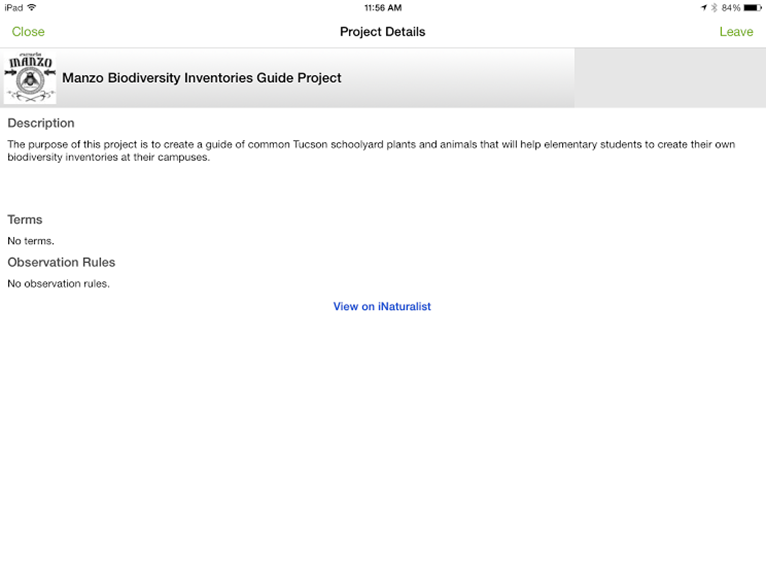 iPad
11:56 AM
84%
Close
Project Details
Leave
escuela
MANZO
Manzo Biodiversity Inventories Guide Project
Description
The purpose of this project is to create a guide of common Tucson schoolyard plants and animals that will help elementary students to create their own
biodiversity inventories at their campuses.
Terms
No terms.
Observation Rules
No observation rules.
View on iNaturalist